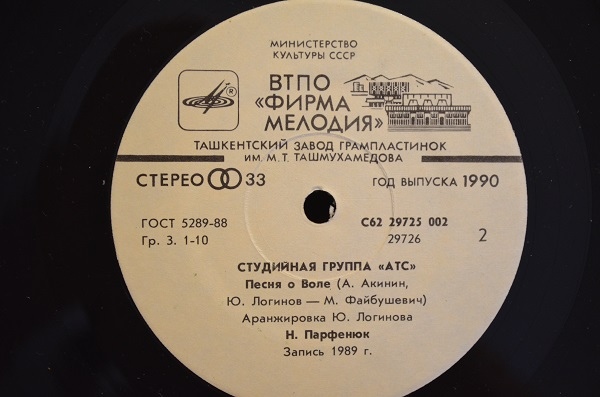 МИНИСТЕРСТВО
КУЛЬТУРЫ СССР
ВТПО
«ФИРМА
МЕЛОДИЯ»
®
ТАШКЕНТСКИЙ ЗАВОД ГРАМПЛАСТИНОК
ИМ. М. Т. ТАШМУХАМЕДОВА
СТЕРЕО 33
ГОД ВЫПУСКА 1990
ГОСТ 5289-88
С62 29725 002
Гр. 3. 1-10
29726
2
СТУДИЙНАЯ ГРУППА «АТС»
Песня о Воле (А. Акинин,
Ю. Логинов — М. Файбушевич)
Аранжировка Ю. Логинова
Н. Парфенюк
Запись 1989 г.